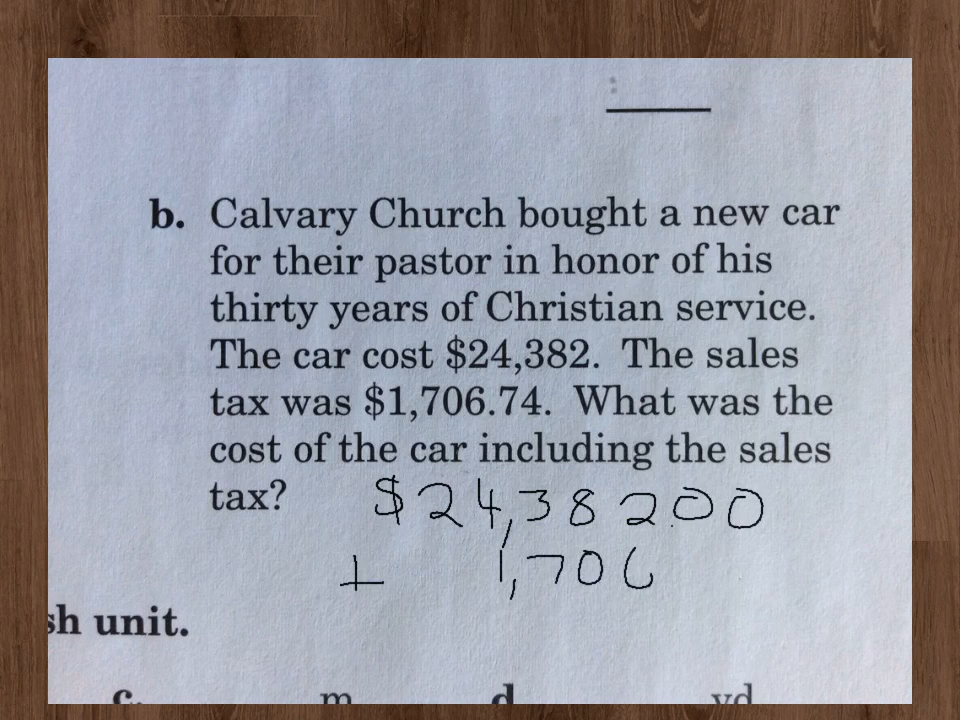 b. Calvary Church bought a new car
for their pastor in honor of his
thirty years of Christian service.
The car cost $24,382. The sales
tax was $1,706.74. What was the
cost of the car including the sales
tax? $24,382.00
+ 1,706
sh unit.
c. m d yd